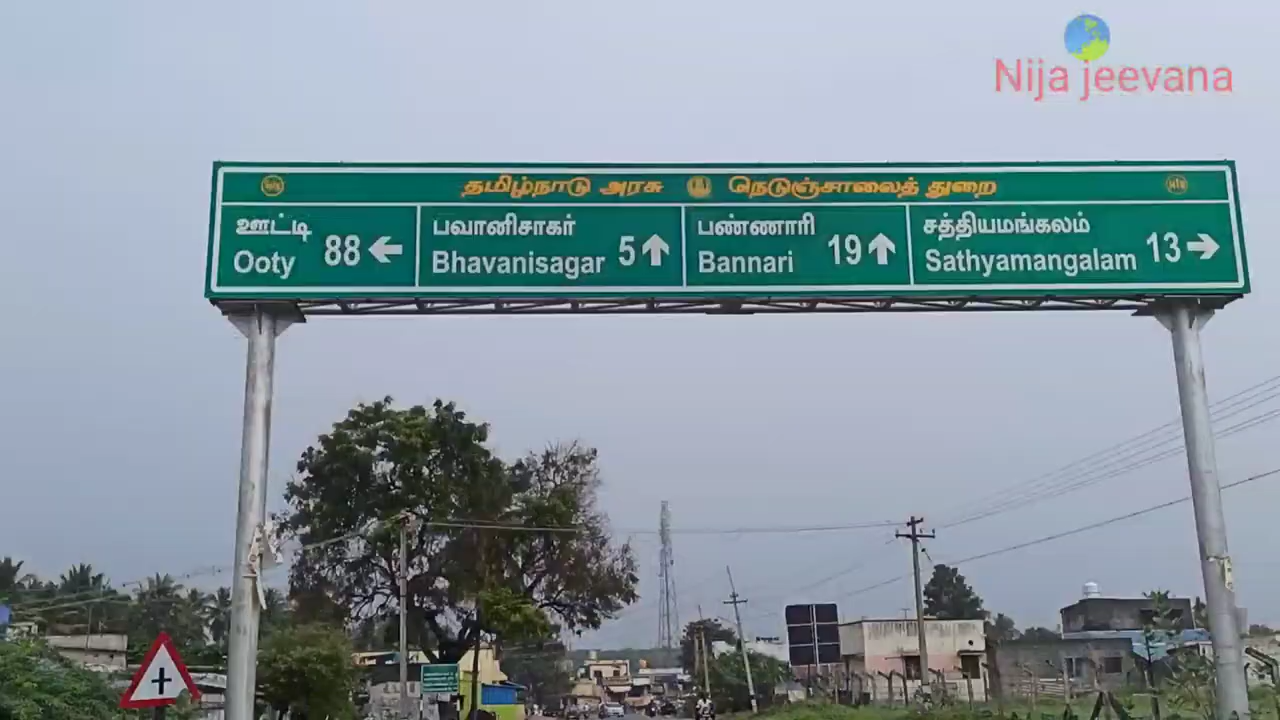 Nija jeevana
தமிழ்நாடு அரசு நெடுஞ்சாலைத் துறை
ஊட்டி
Ooty 88 ←
பவானிசாகர்
Bhavanisagar 5 ↑
பண்ணாரி
Bannari 19 ↑
சத்தியமங்கலம்
Sathyamangalam 13 →